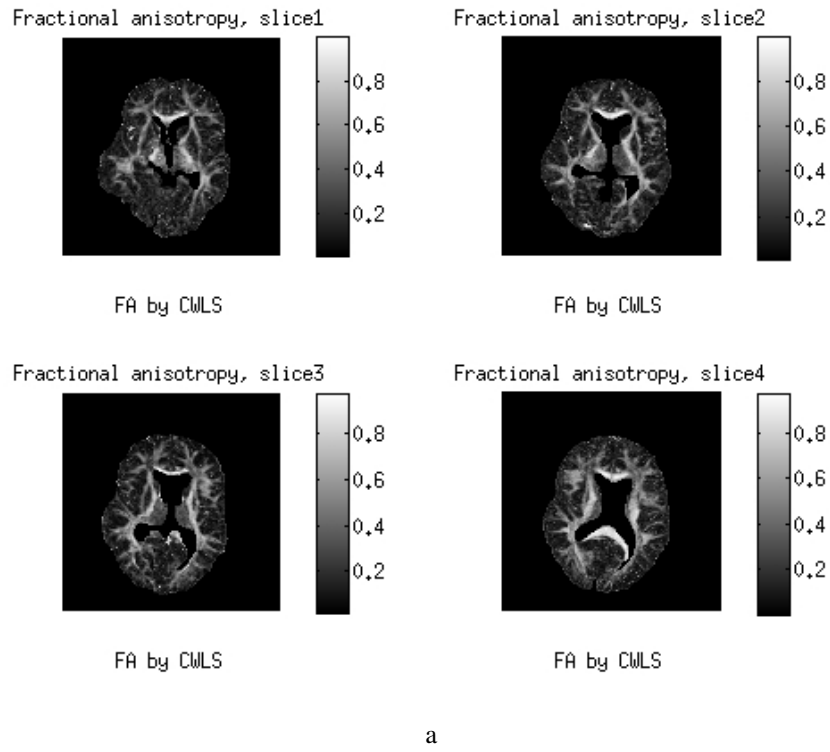 Fractional anisotropy, slice1
0.8
0.6
0.4
0.2
FA by CWLS
Fractional anisotropy, slice2
0.8
0.6
0.4
0.2
FA by CWLS
Fractional anisotropy, slice3
0.8
0.6
0.4
0.2
FA by CWLS
Fractional anisotropy, slice4
0.8
0.6
0.4
0.2
FA by CWLS
a